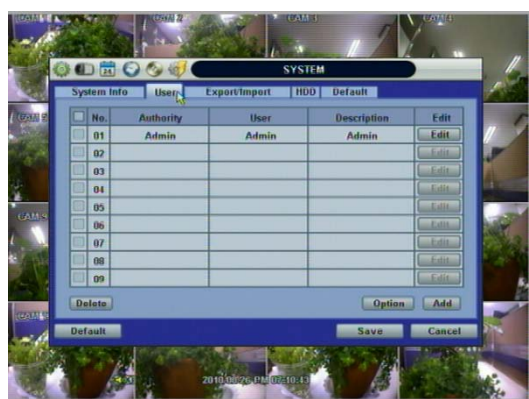 CAM 1 CAM 2 CAM 3 CAM 4
24 SYSTEM
System Info User Export/Import HDD Default
No. Authority User Description Edit
01 Admin Admin Admin Edit
02 Edit
03 Edit
04 Edit
05 Edit
06 Edit
07 Edit
08 Edit
09 Edit
Delete Option Add
Default Save Cancel
CAM 5
CAM 9